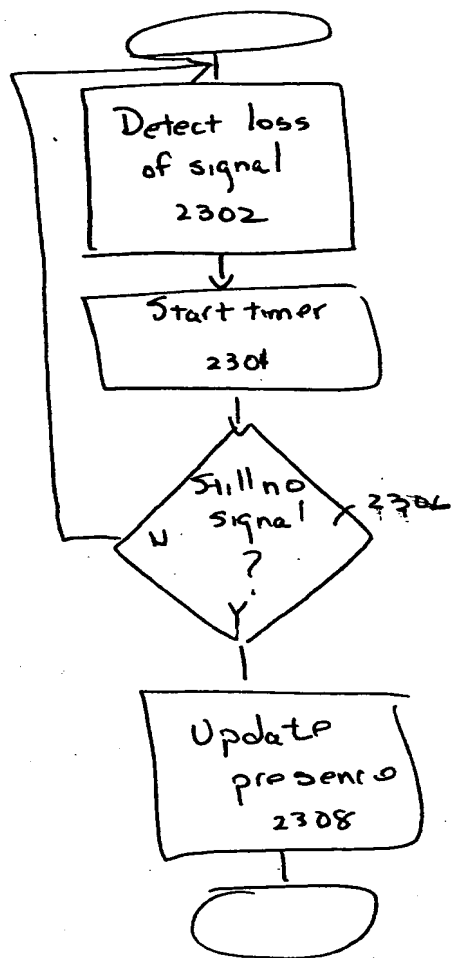 Detect loss
of signal
2302
Start timer
2304
Still no
signal
2306
N
?
Y
Update
presence
2308